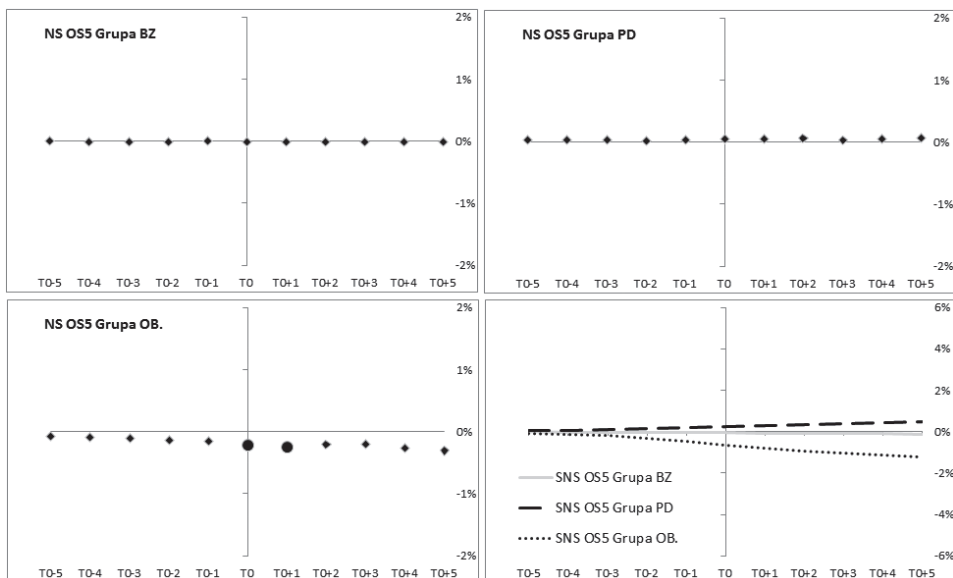 NS OS5 Grupa BZ
2%
1%
0%
-1%
-2%
T0-5 T0-4 T0-3 T0-2 T0-1 T0 T0+1 T0+2 T0+3 T0+4 T0+5
NS OS5 Grupa PD
2%
1%
0%
-1%
-2%
T0-5 T0-4 T0-3 T0-2 T0-1 T0 T0+1 T0+2 T0+3 T0+4 T0+5
NS OS5 Grupa OB.
2%
1%
0%
-1%
-2%
T0-5 T0-4 T0-3 T0-2 T0-1 T0 T0+1 T0+2 T0+3 T0+4 T0+5
6%
4%
2%
0%
-2%
-4%
-6%
SNS OS5 Grupa BZ
SNS OS5 Grupa PD
SNS OS5 Grupa OB.
T0-5 T0-4 T0-3 T0-2 T0-1 T0 T0+1 T0+2 T0+3 T0+4 T0+5